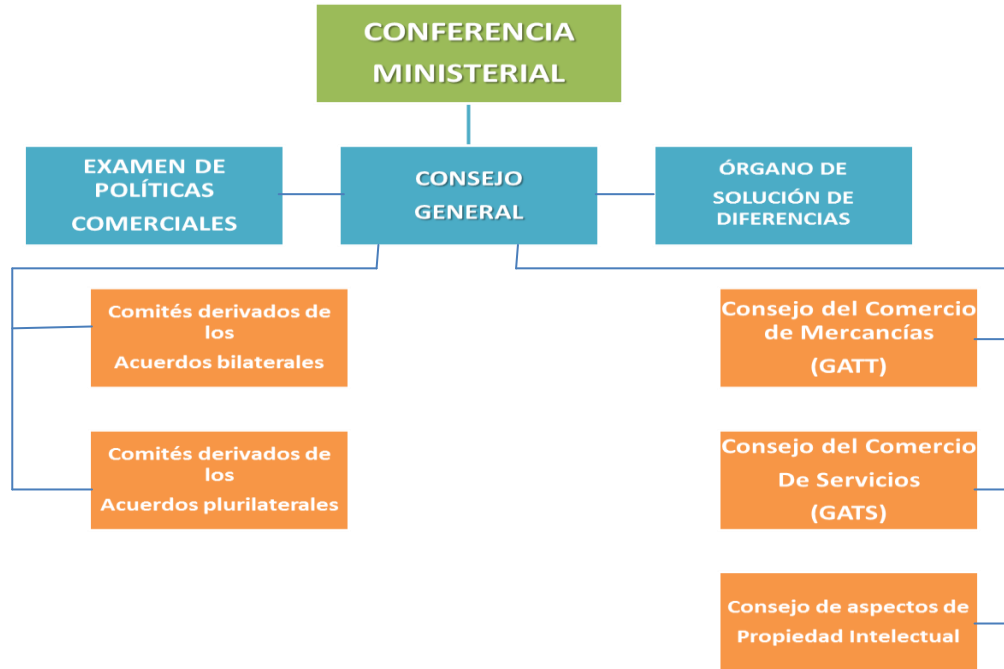 CONFERENCIA
MINISTERIAL
EXAMEN DE
POLÍTICAS
COMERCIALES
CONSEJO
GENERAL
ÓRGANO DE
SOLUCIÓN DE
DIFERENCIAS
Comités derivados de
los
Acuerdos bilaterales
Consejo del Comercio
de Mercancías
(GATT)
Comités derivados de
los
Acuerdos plurilaterales
Consejo del Comercio
De Servicios
(GATS)
Consejo de aspectos de
Propiedad Intelectual